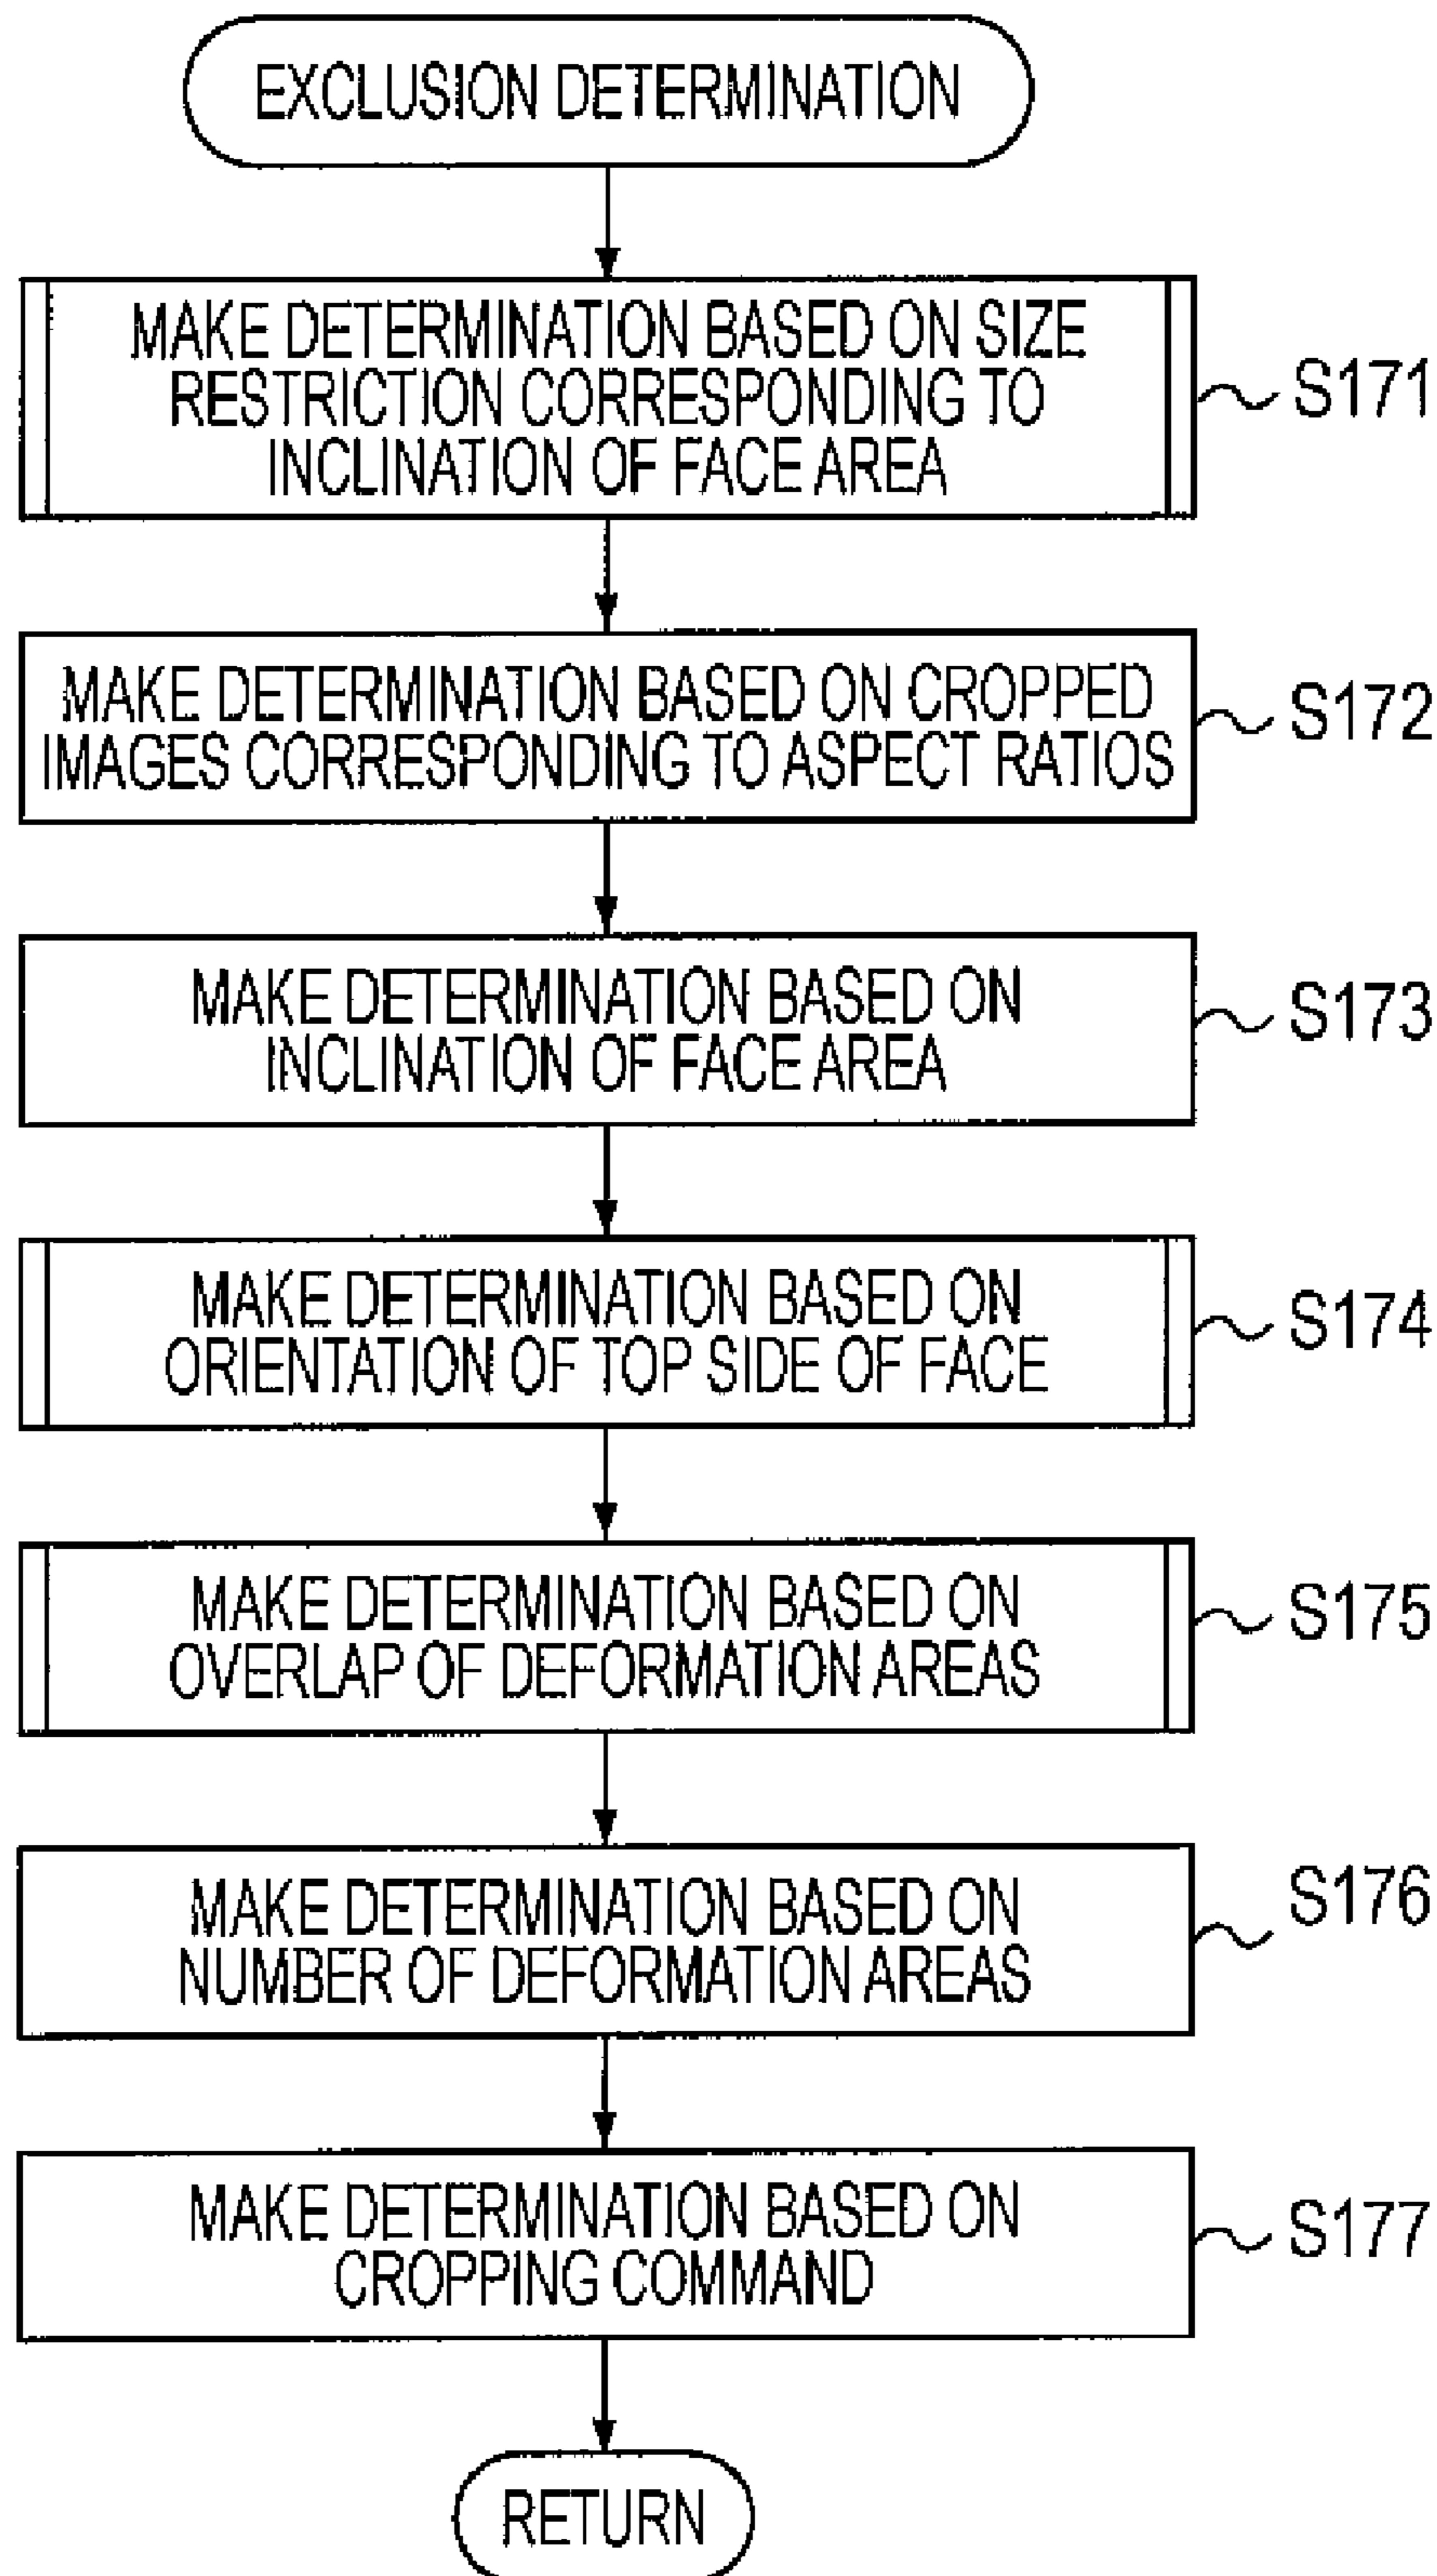 EXCLUSION DETERMINATION
MAKE DETERMINATION BASED ON SIZE
RESTRICTION CORRESPONDING TO
INCLINATION OF FACE AREA
S171
MAKE DETERMINATION BASED ON CROPPED
IMAGES CORRESPONDING TO ASPECT RATIOS
S172
MAKE DETERMINATION BASED ON
INCLINATION OF FACE AREA
S173
MAKE DETERMINATION BASED ON
ORIENTATION OF TOP SIDE OF FACE
S174
MAKE DETERMINATION BASED ON
OVERLAP OF DEFORMATION AREAS
S175
MAKE DETERMINATION BASED ON
NUMBER OF DEFORMATION AREAS
S176
MAKE DETERMINATION BASED ON
CROPPING COMMAND
S177
RETURN